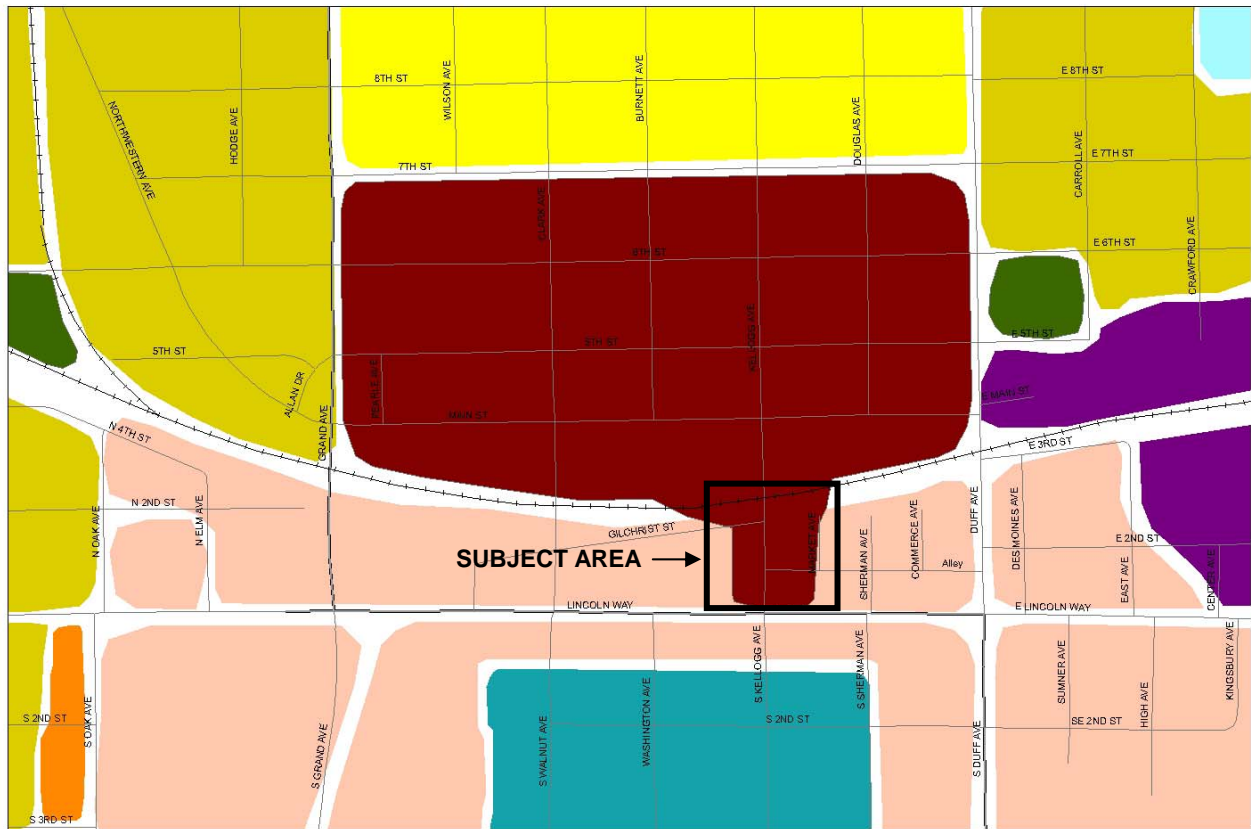 8TH ST
E 8TH ST
WILSON AVE
BURNETT AVE
DOUGLAS AVE
NORTHWESTERN AVE
HODGE AVE
CARROLL AVE
7TH ST
E 7TH ST
CLARK AVE
6TH ST
E 6TH ST
CRAWFORD AVE
KELLOGG AVE
5TH ST
5TH ST
E 5TH ST
ALLAN DR
PEARLE AVE
MAIN ST
E MAIN ST
GRAND AVE
N 4TH ST
E 3RD ST
N 2ND ST
N ELM AVE
N OAK AVE
GILCHRIST ST
MARKET AVE
SHERMAN AVE
COMMERCE AVE
DUFF AVE
DESMOINES AVE
E 2ND ST
EAST AVE
CENTER AVE
SUBJECT AREA
Alley
LINCOLN WAY
E LINCOLN WAY
S KELLOGG AVE
S SHERMAN AVE
SUMNER AVE
HIGH AVE
KINGSBURY AVE
S 2ND ST
S OAK AVE
S GRAND AVE
S WALNUT AVE
WASHINGTON AVE
S 2ND ST
S DUFF AVE
SE 2ND ST
S 3RD ST